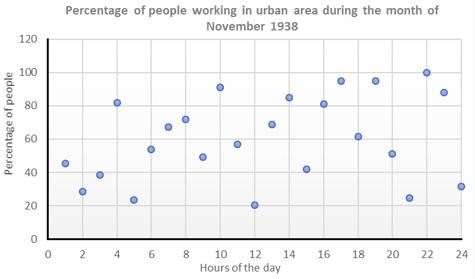 Percentage of people working in urban area during the month of
November 1938
Percentage of people
120
100
80
60
40
20
0
0 2 4 6 8 10 12 14 16 18 20 22 24
Hours of the day